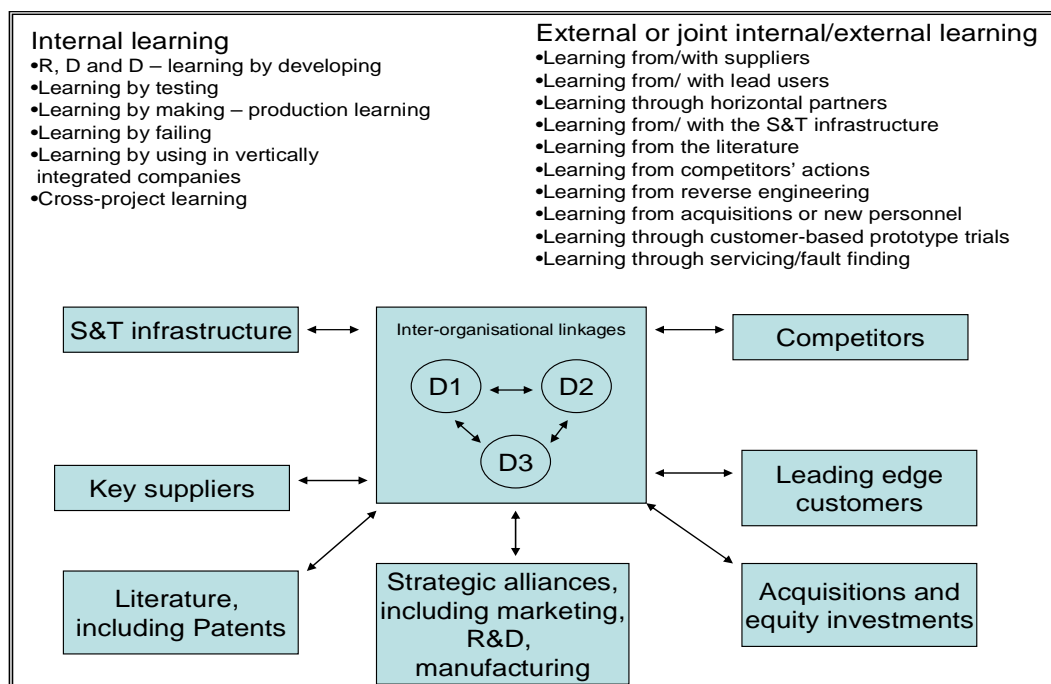 Internal learning
•R, D and D – learning by developing
•Learning by testing
•Learning by making – production learning
•Learning by failing
•Learning by using in vertically
integrated companies
•Cross-project learning
External or joint internal/external learning
•Learning from/with suppliers
•Learning from/ with lead users
•Learning through horizontal partners
•Learning from/ with the S&T infrastructure
•Learning from the literature
•Learning from competitors’ actions
•Learning from reverse engineering
•Learning from acquisitions or new personnel
•Learning through customer-based prototype trials
•Learning through servicing/fault finding
S&T infrastructure
Inter-organisational linkages
D1
D2
D3
Competitors
Key suppliers
Leading edge
customers
Literature,
including Patents
Strategic alliances,
including marketing,
R&D,
manufacturing
Acquisitions and
equity investments